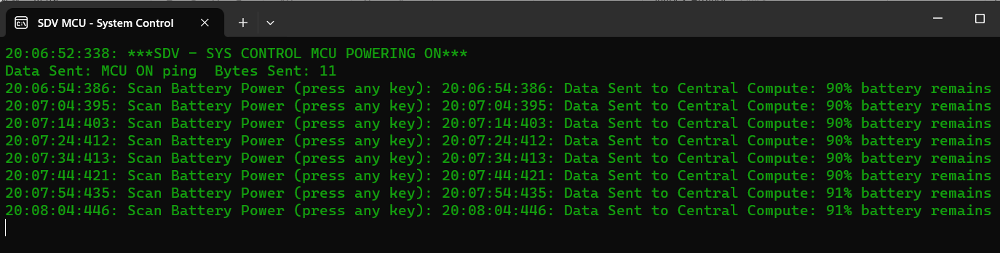 SDV MCU - System Control
20:06:52:338: ***SDV - SYS CONTROL MCU POWERING ON***
Data Sent: MCU ON ping  Bytes Sent: 11
20:06:54:386: Scan Battery Power (press any key): 20:06:54:386: Data Sent to Central Compute: 90% battery remains
20:07:04:395: Scan Battery Power (press any key): 20:07:04:395: Data Sent to Central Compute: 90% battery remains
20:07:14:403: Scan Battery Power (press any key): 20:07:14:403: Data Sent to Central Compute: 90% battery remains
20:07:24:412: Scan Battery Power (press any key): 20:07:24:412: Data Sent to Central Compute: 90% battery remains
20:07:34:413: Scan Battery Power (press any key): 20:07:34:413: Data Sent to Central Compute: 90% battery remains
20:07:44:421: Scan Battery Power (press any key): 20:07:44:421: Data Sent to Central Compute: 90% battery remains
20:07:54:435: Scan Battery Power (press any key): 20:07:54:435: Data Sent to Central Compute: 91% battery remains
20:08:04:446: Scan Battery Power (press any key): 20:08:04:446: Data Sent to Central Compute: 91% battery remains